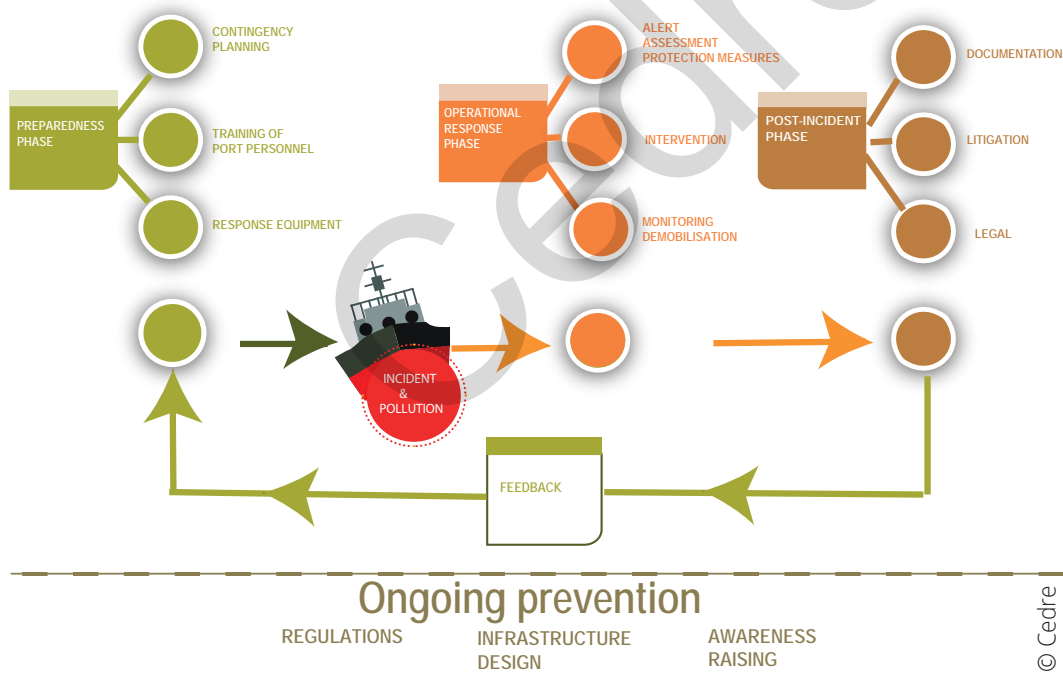 CONTINGENCY
PLANNING
PREPAREDNESS
PHASE
TRAINING OF
PORT PERSONNEL
RESPONSE EQUIPMENT
ALERT
ASSESSMENT
PROTECTION MEASURES
OPERATIONAL
RESPONSE
PHASE
INTERVENTION
MONITORING
DEMOBILISATION
DOCUMENTATION
POST-INCIDENT
PHASE
LITIGATION
LEGAL
INCIDENT
&
POLLUTION
FEEDBACK
Ongoing prevention
REGULATIONS
INFRASTRUCTURE
DESIGN
AWARENESS
RAISING
© Cedre
Cedre